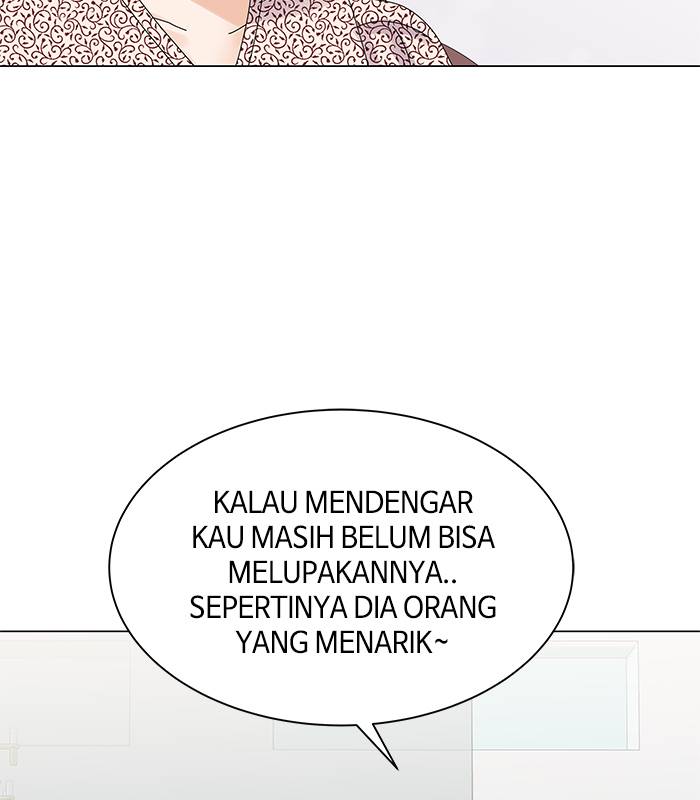 KALAU MENDENGAR
KAU MASIH BELUM BISA
MELUPAKANNYA..
SEPERTINYA DIA ORANG
YANG MENARIK~